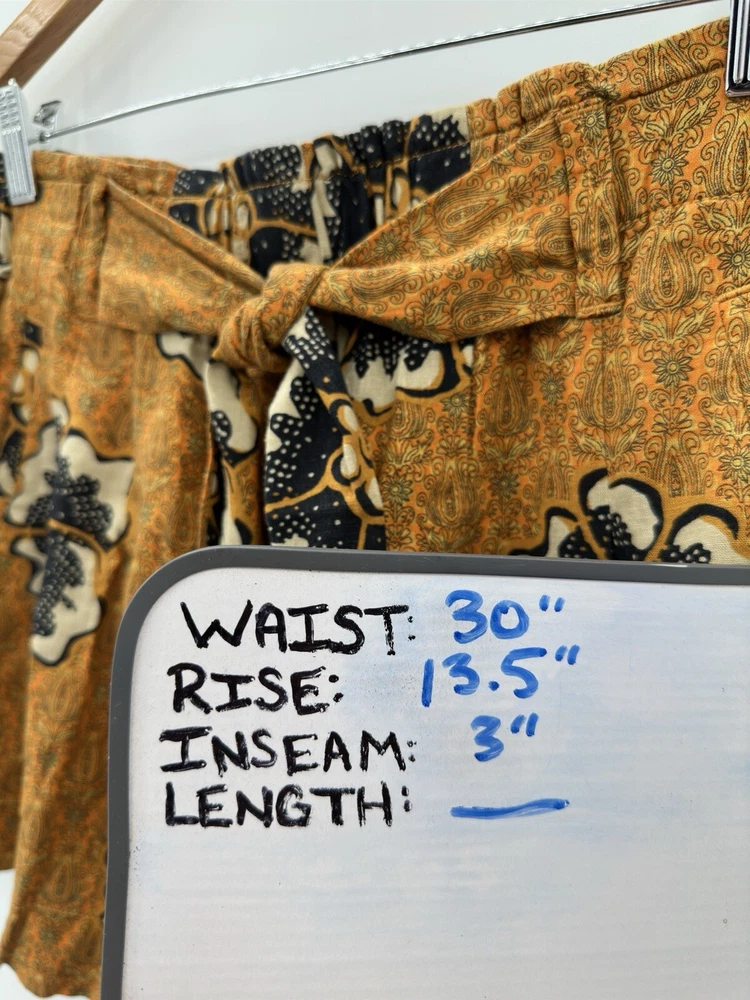 WAIST: 30"
RISE: 13.5"
INSEAM: 3"
LENGTH: —